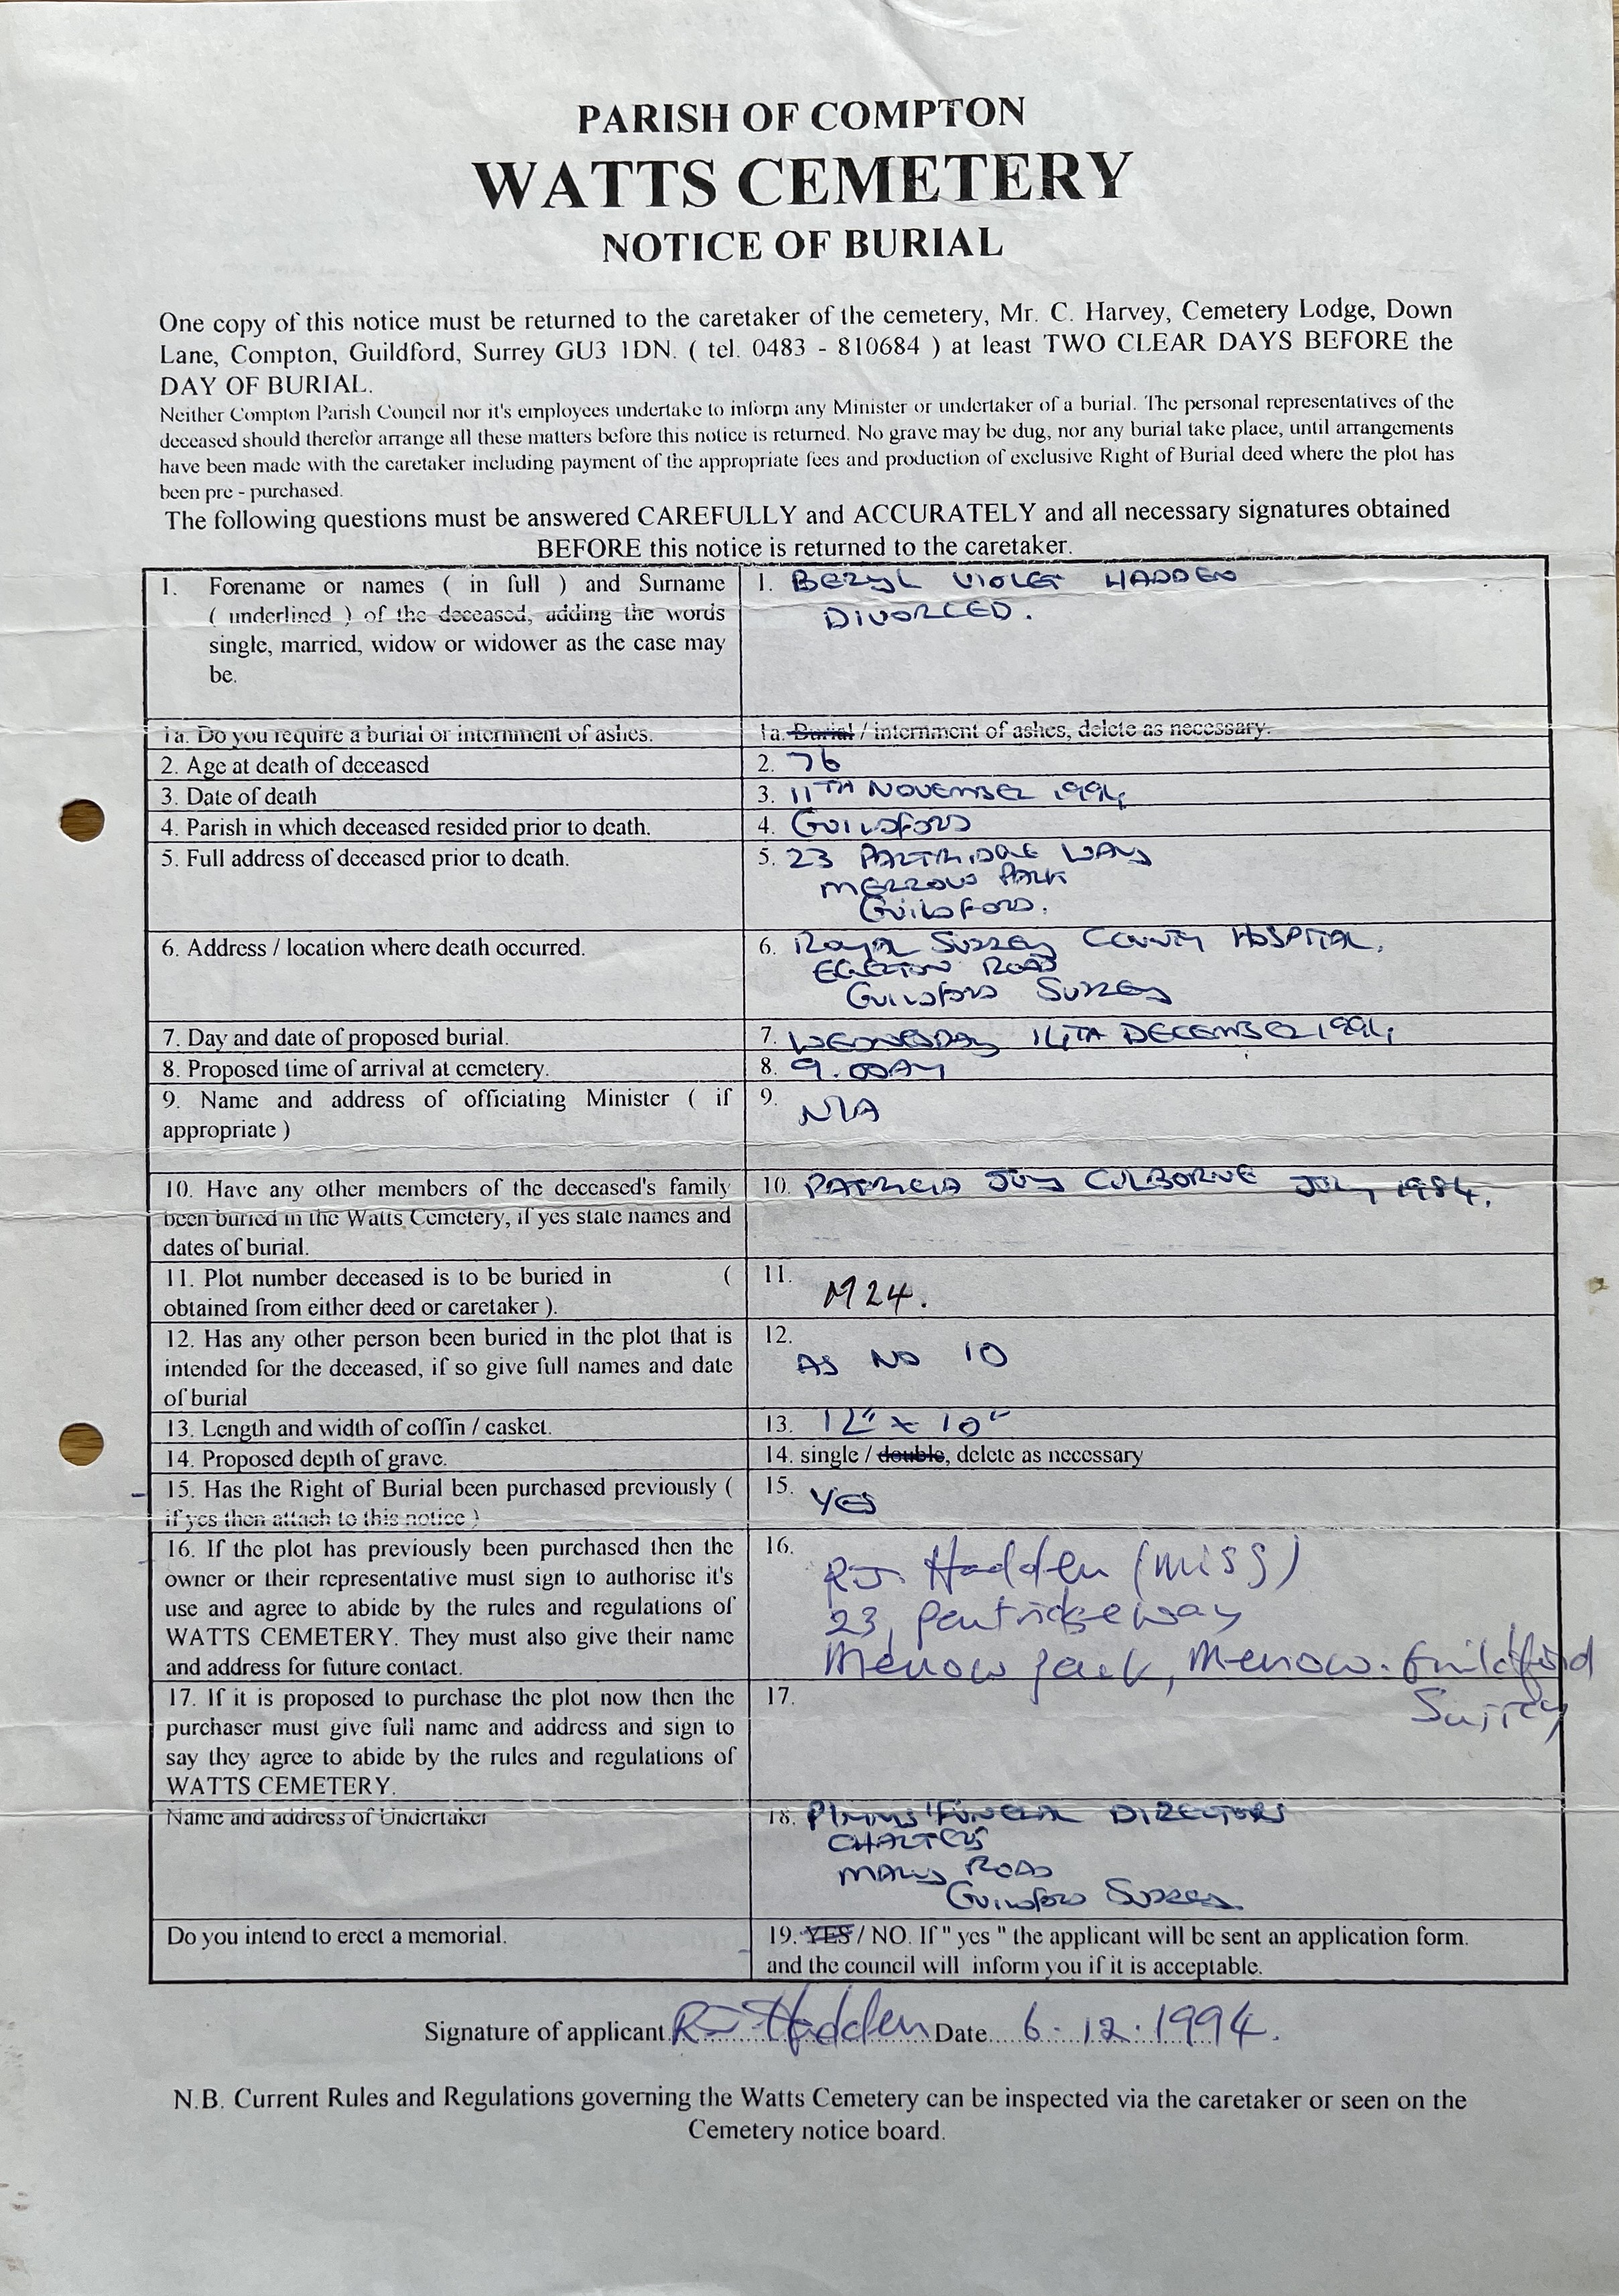 PARISH OF COMPTON
WATTS CEMETERY
NOTICE OF BURIAL
One copy of this notice must be returned to the caretaker of the cemetery, Mr. C. Harvey, Cemetery Lodge, Down
Lane, Compton, Guildford, Surrey GU3 1DN. ( tel. 0483 - 810684 ) at least TWO CLEAR DAYS BEFORE the
DAY OF BURIAL.
Neither Compton Parish Council nor it's employees undertake to inform any Minister or undertaker of a burial. The personal representatives of the
deceased should therefor arrange all these matters before this notice is returned. No grave may be dug, nor any burial take place, until arrangements
have been made with the caretaker including payment of the appropriate fees and production of exclusive Right of Burial deed where the plot has
been pre - purchased.
The following questions must be answered CAREFULLY and ACCURATELY and all necessary signatures obtained
BEFORE this notice is returned to the caretaker.
1. Forename or names ( in full ) and Surname
( underlined ) of the deceased, adding the words
single, married, widow or widower as the case may
be.
1. BERYL VIOLET HADDEN
DIVORCED.
1a. Do you require a burial or internment of ashes.
1a. Burial / internment of ashes, delete as necessary.
2. Age at death of deceased
2. 76
3. Date of death
3. 11TH NOVEMBER 1994
4. Parish in which deceased resided prior to death.
4. GUILDFORD
5. Full address of deceased prior to death.
5. 23 PARTRIDGE WAY
MERROW PARK
GUILDFORD.
6. Address / location where death occurred.
6. ROYAL SURREY COUNTY HOSPITAL,
EGERTON ROAD
GUILDFORD SURREY
7. Day and date of proposed burial.
7. WEDNESDAY 14TH DECEMBER 1994
8. Proposed time of arrival at cemetery.
8. 9.00AM
9. Name and address of officiating Minister ( if
appropriate )
9. N/A
10. Have any other members of the deceased's family
been buried in the Watts Cemetery, if yes state names and
dates of burial.
10. PATRICIA JOY CULBORNE JULY 1984.
11. Plot number deceased is to be buried in (
obtained from either deed or caretaker ).
11. M24.
12. Has any other person been buried in the plot that is
intended for the deceased, if so give full names and date
of burial
12. AS NO 10
13. Length and width of coffin / casket.
13. 12" x 10"
14. Proposed depth of grave.
14. single / double, delete as necessary
15. Has the Right of Burial been purchased previously (
if yes then attach to this notice )
15. YES
16. If the plot has previously been purchased then the
owner or their representative must sign to authorise it's
use and agree to abide by the rules and regulations of
WATTS CEMETERY. They must also give their name
and address for future contact.
16. R.J. Hadden (miss)
23, Partridge way
Merrow park, Merrow. Guildford
Surrey
17. If it is proposed to purchase the plot now then the
purchaser must give full name and address and sign to
say they agree to abide by the rules and regulations of
WATTS CEMETERY.
17.
Name and address of Undertaker
18. PIMMS FUNERAL DIRECTORS
CHARTERS
MARY ROAD
GUILDFORD SURREY
Do you intend to erect a memorial.
19. YES / NO. If " yes " the applicant will be sent an application form.
and the council will inform you if it is acceptable.
Signature of applicant R J Hadden Date 6.12.1994.
N.B. Current Rules and Regulations governing the Watts Cemetery can be inspected via the caretaker or seen on the
Cemetery notice board.